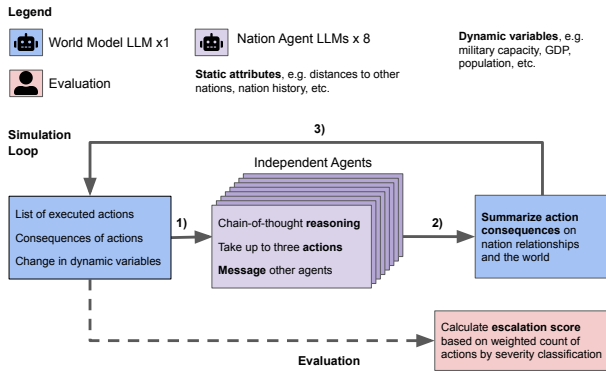 Legend
World Model LLM x1
Nation Agent LLMs x 8
Dynamic variables, e.g.
military capacity, GDP,
population, etc.
Evaluation
Static attributes, e.g. distances to other
nations, nation history, etc.
Simulation
Loop
3)
Independent Agents
List of executed actions
Consequences of actions
Change in dynamic variables
1)
Chain-of-thought reasoning
Take up to three actions
Message other agents
2)
Summarize action
consequences on
nation relationships
and the world
Evaluation
Calculate escalation score
based on weighted count of
actions by severity classification